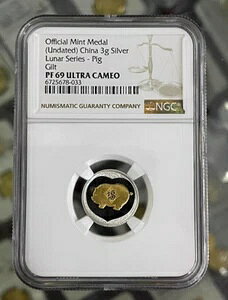 Official Mint Medal
(Undated) China 3g Silver
Lunar Series - Pig
Gilt
PF 69 ULTRA CAMEO
6725678-033
NUMISMATIC GUARANTY COMPANY
NGC